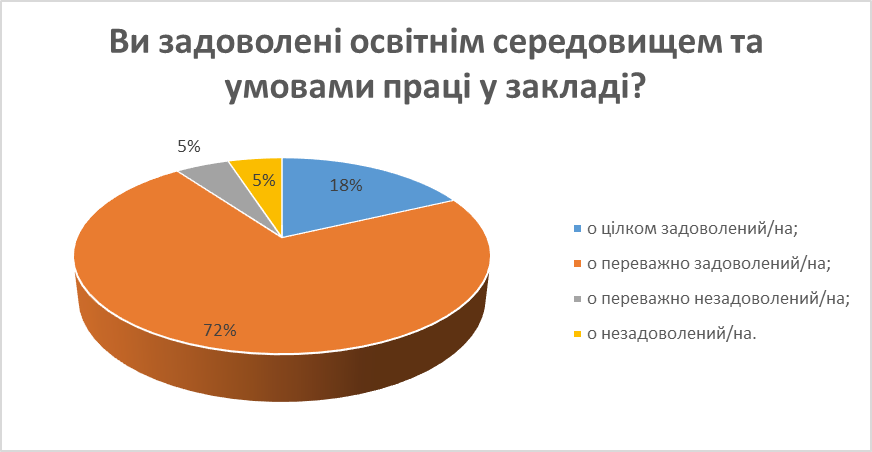 Ви задоволені освітнім середовищем та
умовами праці у закладі?
5%
5%
18%
72%
о цілком задоволений/на;
о переважно задоволений/на;
о переважно незадоволений/на;
о незадоволений/на.